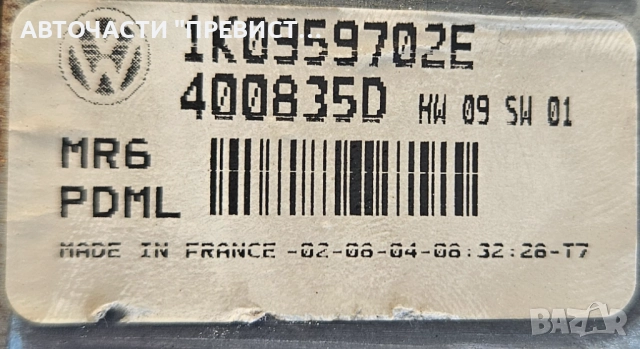 АВТОЧАСТИ "ПРЕВИСТ...
1K0959702E
400835D HW 09 SW 01
MR6
PDML
MADE IN FRANCE -02-08-04-08:32:28-T7
BAZAR